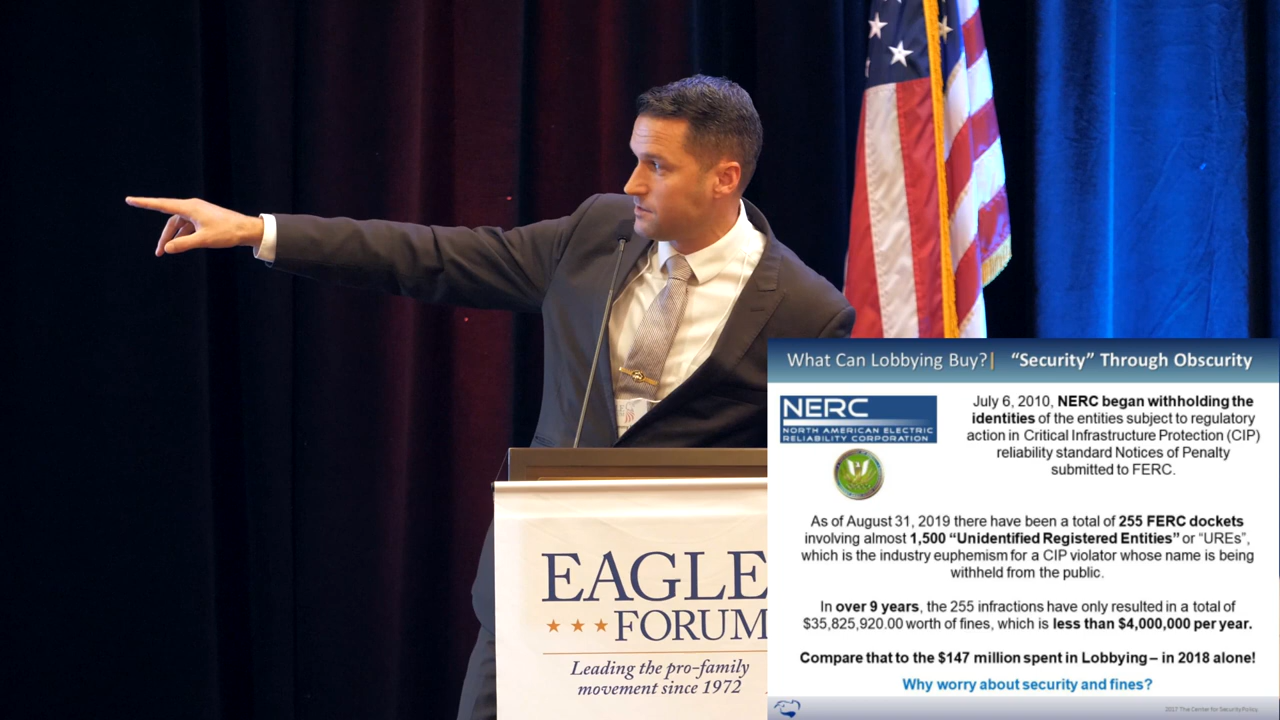 EAGLE
FORUM
Leading the pro-family
movement since 1972
What Can Lobbying Buy?| “Security” Through Obscurity
NERC
NORTH AMERICAN ELECTRIC
RELIABILITY CORPORATION
July 6, 2010, NERC began withholding the
identities of the entities subject to regulatory
action in Critical Infrastructure Protection (CIP)
reliability standard Notices of Penalty
submitted to FERC.
As of August 31, 2019 there have been a total of 255 FERC dockets
involving almost 1,500 “Unidentified Registered Entities” or “UREs”,
which is the industry euphemism for a CIP violator whose name is being
withheld from the public.
In over 9 years, the 255 infractions have only resulted in a total of
$35,825,920.00 worth of fines, which is less than $4,000,000 per year.
Compare that to the $147 million spent in Lobbying – in 2018 alone!
Why worry about security and fines?
2017 The Center for Security Policy